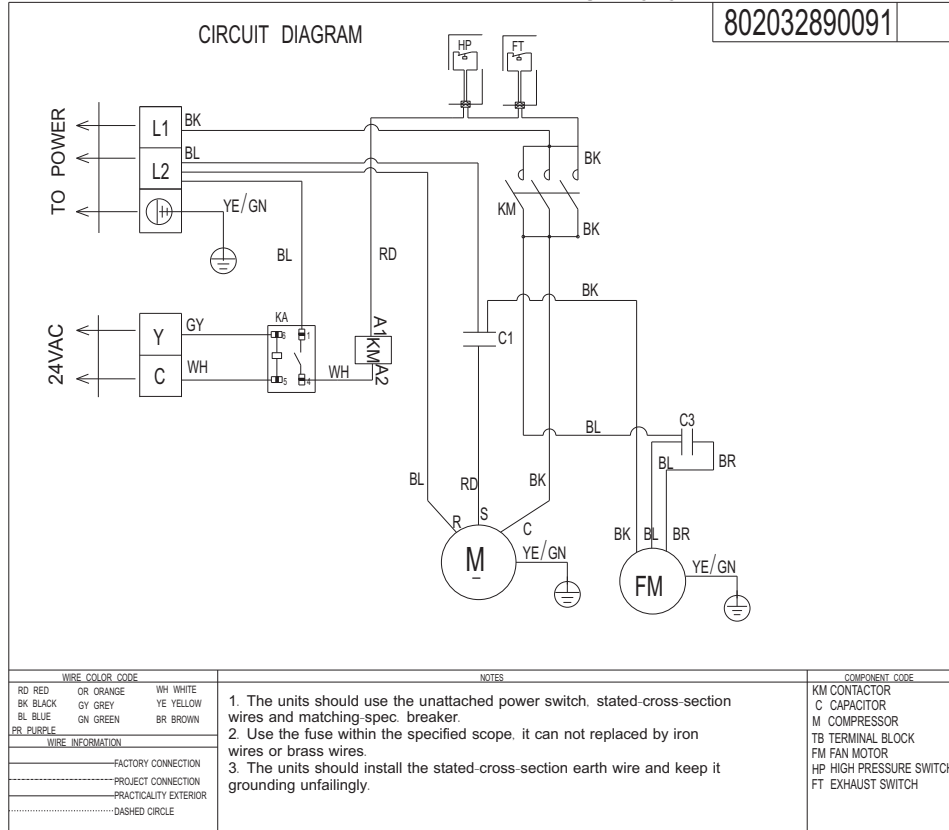 CIRCUIT DIAGRAM
802032890091
HP
FT
TO POWER
L1
BK
L2
BL
YE/GN
BL
RD
BK
KM
BK
BK
24VAC
Y
GY
KA
6
1
C
WH
5
4
WH
A1
KM
A2
C1
C3
BL
BL
BR
BL
RD
BK
R
S
C
M
YE/GN
BK
BL
BR
FM
YE/GN
WIRE COLOR CODE
RD RED OR ORANGE WH WHITE
BK BLACK GY GREY YE YELLOW
BL BLUE GN GREEN BR BROWN
PR PURPLE
WIRE INFORMATION
FACTORY CONNECTION
PROJECT CONNECTION
PRACTICALITY EXTERIOR
DASHED CIRCLE
NOTES
1. The units should use the unattached power switch, stated-cross-section
wires and matching-spec. breaker.
2. Use the fuse within the specified scope, it can not replaced by iron
wires or brass wires.
3. The units should install the stated-cross-section earth wire and keep it
grounding unfailingly.
COMPONENT CODE
KM CONTACTOR
C CAPACITOR
M COMPRESSOR
TB TERMINAL BLOCK
FM FAN MOTOR
HP HIGH PRESSURE SWITCH
FT EXHAUST SWITCH